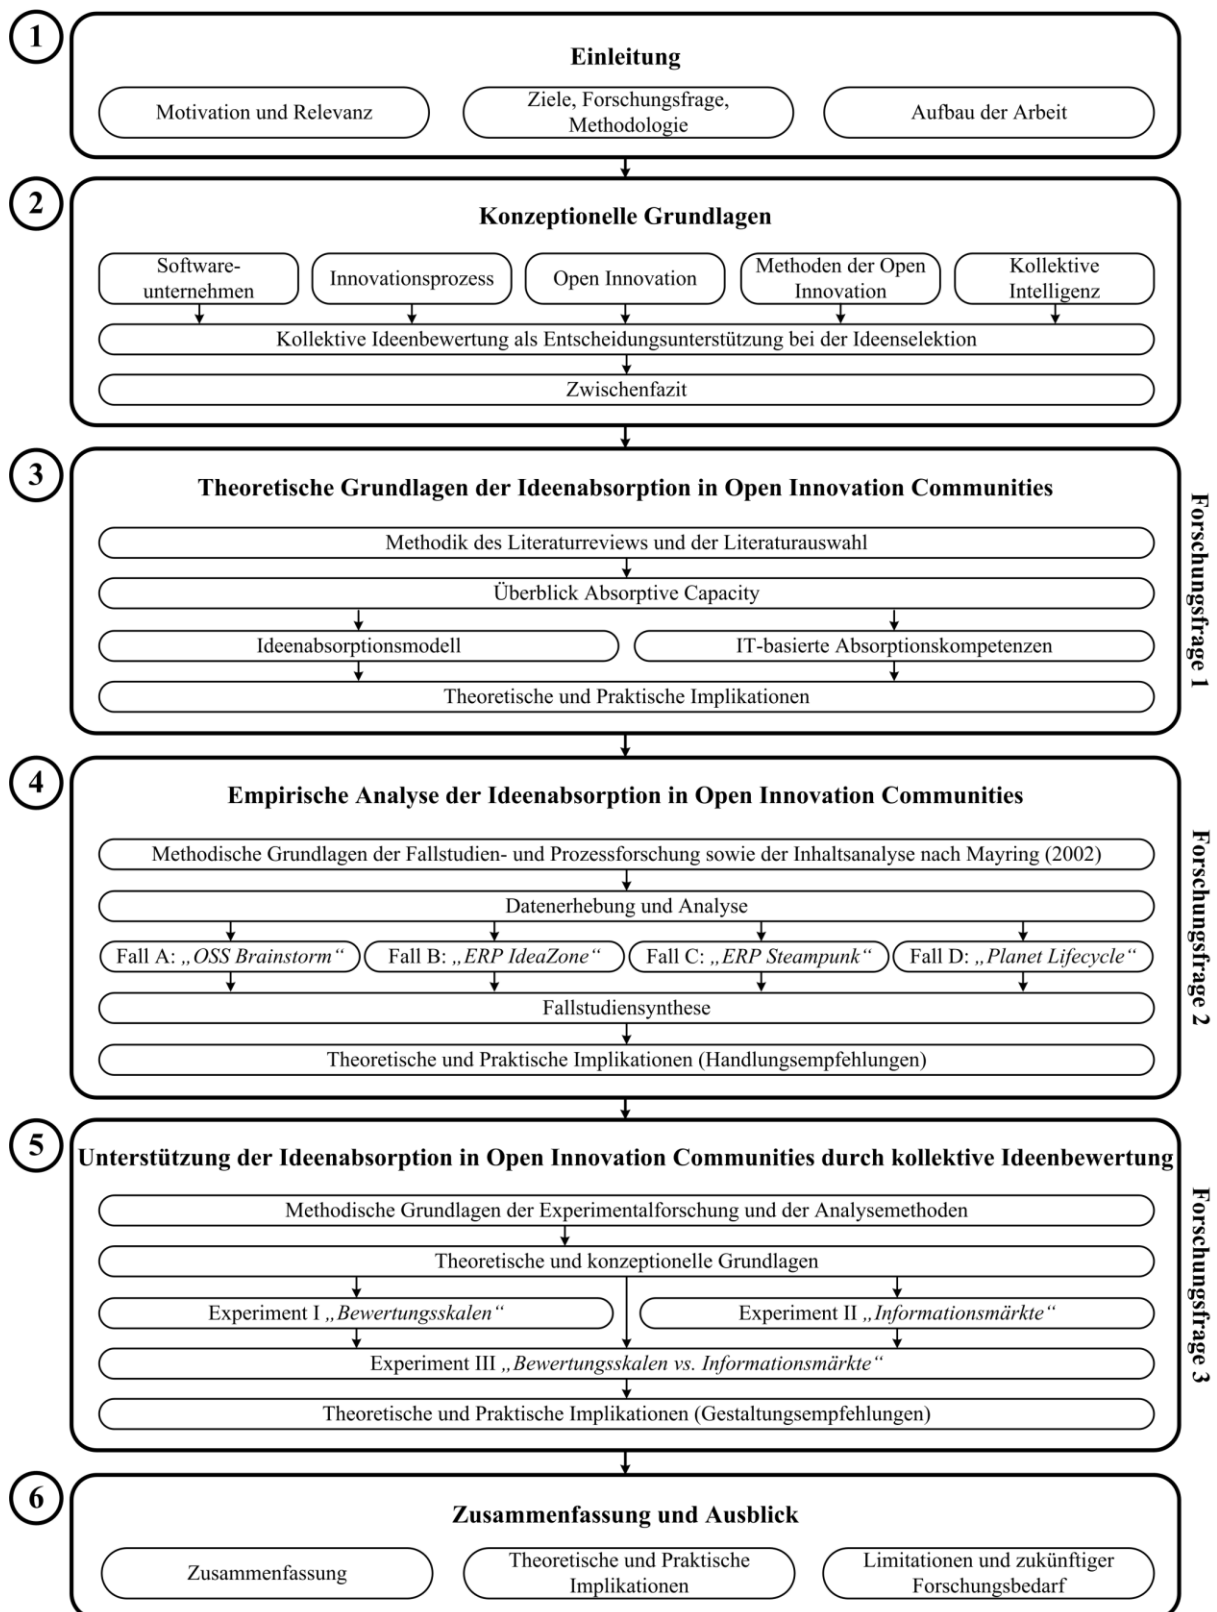 1
Einleitung
Motivation und Relevanz
Ziele, Forschungsfrage,
Methodologie
Aufbau der Arbeit
2
Konzeptionelle Grundlagen
Software-
unternehmen
Innovationsprozess
Open Innovation
Methoden der Open
Innovation
Kollektive
Intelligenz
Kollektive Ideenbewertung als Entscheidungsunterstützung bei der Ideenselektion
Zwischenfazit
3
Theoretische Grundlagen der Ideenabsorption in Open Innovation Communities
Methodik des Literaturreviews und der Literaturauswahl
Überblick Absorptive Capacity
Ideenabsorptionsmodell
IT-basierte Absorptionskompetenzen
Theoretische und Praktische Implikationen
Forschungsfrage 1
4
Empirische Analyse der Ideenabsorption in Open Innovation Communities
Methodische Grundlagen der Fallstudien- und Prozessforschung sowie der Inhaltsanalyse nach Mayring (2002)
Datenerhebung und Analyse
Fall A: „OSS Brainstorm“
Fall B: „ERP IdeaZone“
Fall C: „ERP Steampunk“
Fall D: „Planet Lifecycle“
Fallstudiensynthese
Theoretische und Praktische Implikationen (Handlungsempfehlungen)
Forschungsfrage 2
5
Unterstützung der Ideenabsorption in Open Innovation Communities durch kollektive Ideenbewertung
Methodische Grundlagen der Experimentalforschung und der Analysemethoden
Theoretische und konzeptionelle Grundlagen
Experiment I „Bewertungsskalen“
Experiment II „Informationsmärkte“
Experiment III „Bewertungsskalen vs. Informationsmärkte“
Theoretische und Praktische Implikationen (Gestaltungsempfehlungen)
Forschungsfrage 3
6
Zusammenfassung und Ausblick
Zusammenfassung
Theoretische und Praktische
Implikationen
Limitationen und zukünftiger
Forschungsbedarf